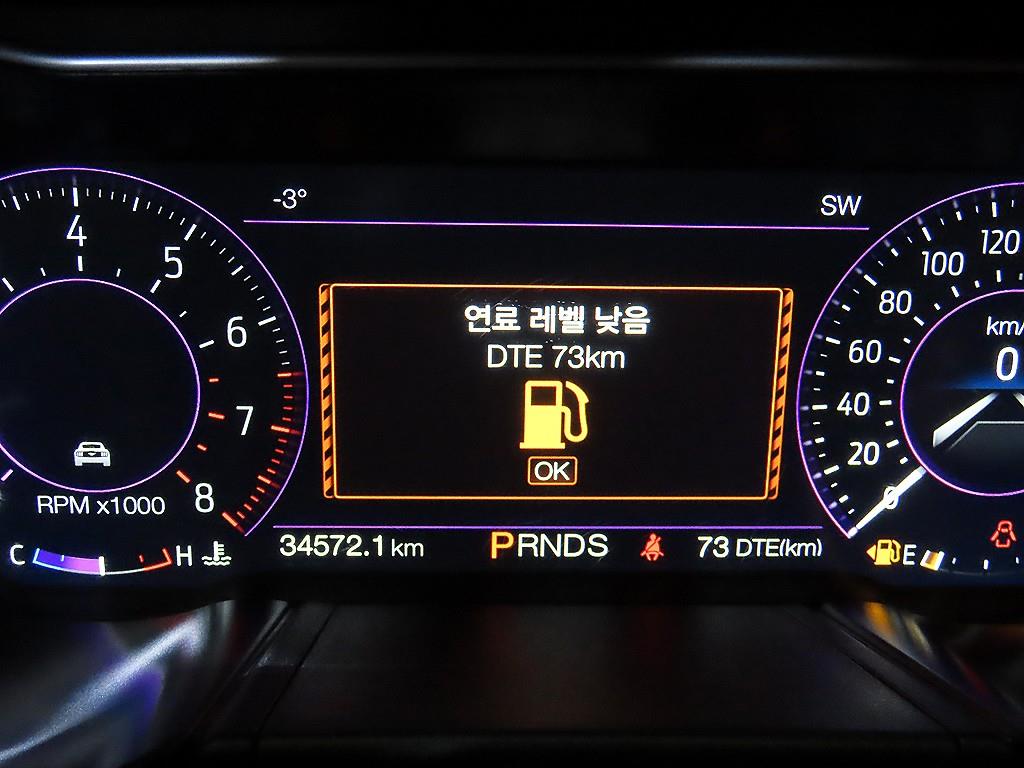 -3°
SW
4
5
6
7
8
RPM x1000
C
H
연료 레벨 낮음
DTE 73km
OK
120
100
80
60
40
20
0
km/
0
34572.1 km
PRNDS
73 DTE(km)
E